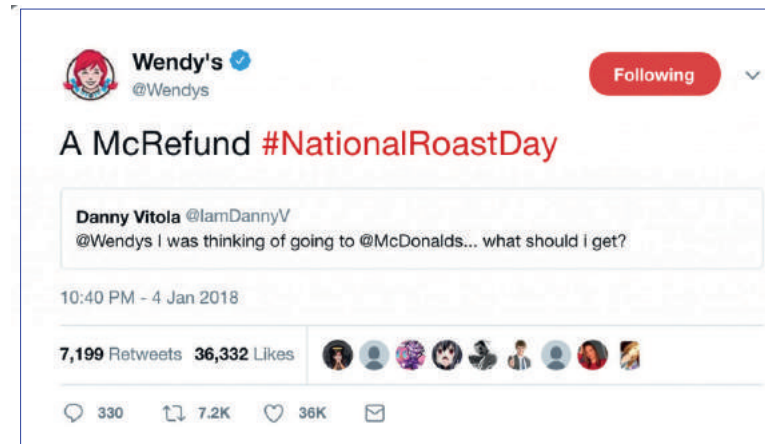 Wendy's
@Wendys
Following
A McRefund #NationalRoastDay
Danny Vitola @IamDannyV
@Wendys I was thinking of going to @McDonalds... what should i get?
10:40 PM - 4 Jan 2018
7,199 Retweets 36,332 Likes
330 7.2K 36K